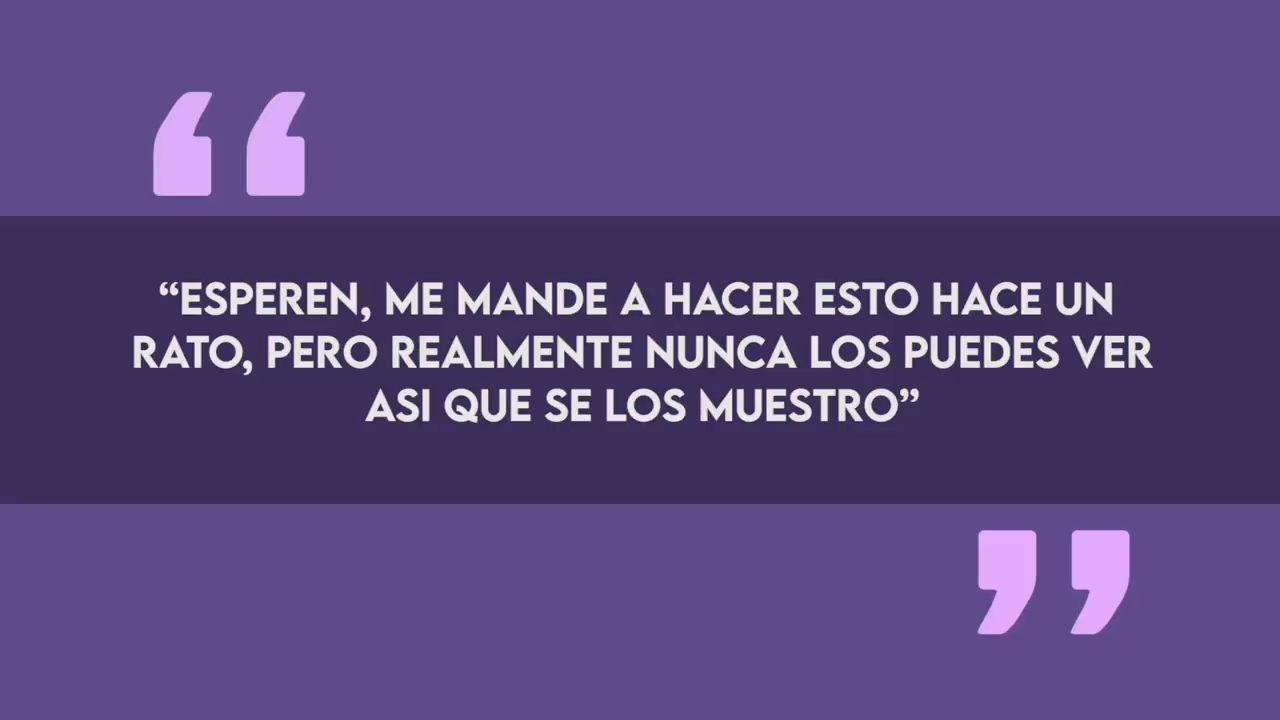 “ESPEREN, ME MANDE A HACER ESTO HACE UN
RATO, PERO REALMENTE NUNCA LOS PUEDES VER
ASI QUE SE LOS MUESTRO”